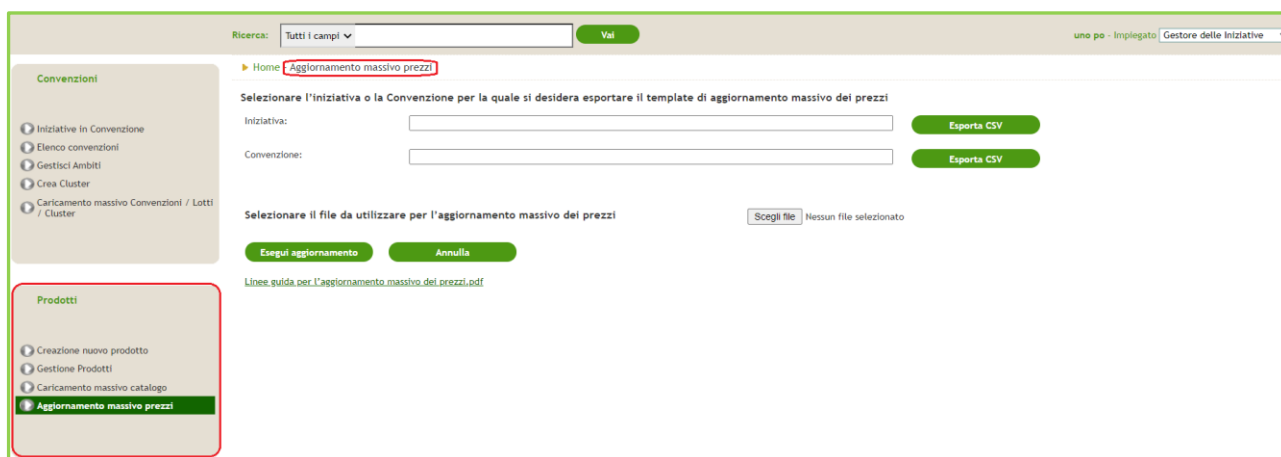 Ricerca: Tutti i campi Vai uno po - Impiegato Gestore delle Iniziative
Home - Aggiornamento massivo prezzi
Convenzioni
Iniziative in Convenzione
Elenco convenzioni
Gestisci Ambiti
Crea Cluster
Caricamento massivo Convenzioni / Lotti
/ Cluster
Prodotti
Creazione nuovo prodotto
Gestione Prodotti
Caricamento massivo catalogo
Aggiornamento massivo prezzi
Selezionare l'iniziativa o la Convenzione per la quale si desidera esportare il template di aggiornamento massivo dei prezzi
Iniziativa: Esporta CSV
Convenzione: Esporta CSV
Selezionare il file da utilizzare per l'aggiornamento massivo dei prezzi Scegli file Nessun file selezionato
Esegui aggiornamento Annulla
Linee guida per l'aggiornamento massivo dei prezzi.pdf